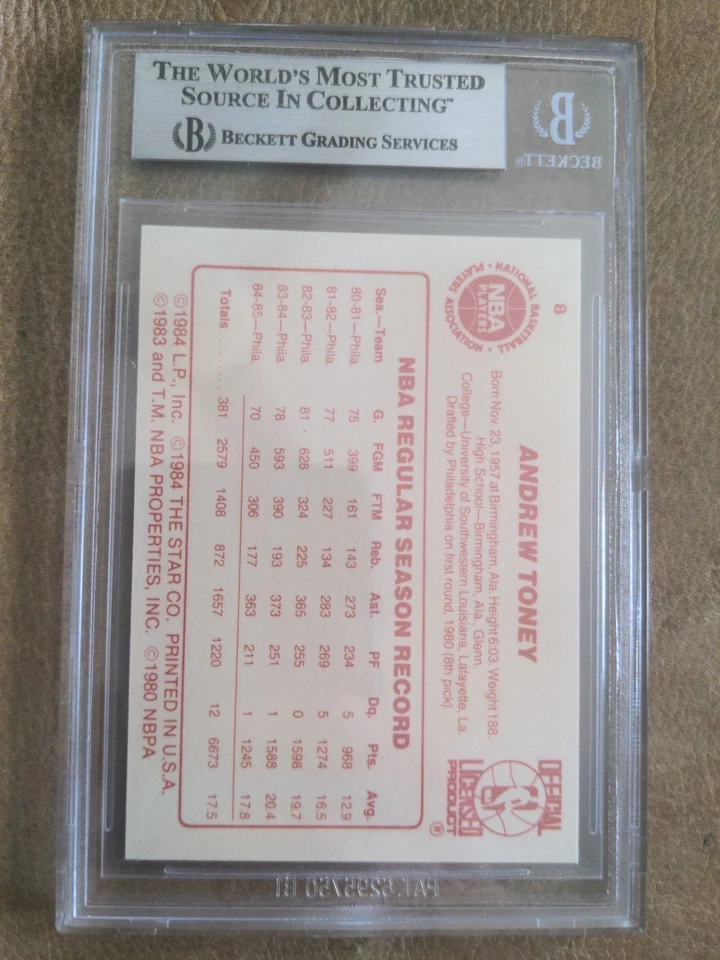 THE WORLD'S MOST TRUSTED
SOURCE IN COLLECTING™
BECKETT GRADING SERVICES
B
BECKETT®
8
NATIONAL BASKETBALL
PLAYERS ASSOCIATION
NBA
PLAYERS
ANDREW TONEY
Born Nov. 23, 1957 at Birmingham, Ala. Height 6:03. Weight 188.
High School—Birmingham, Ala., Glenn.
College—University of Southwestern Louisiana, Lafayette, La.
Drafted by Philadelphia on first round, 1980 (8th pick).
OFFICIAL
LICENSED
PRODUCT
®
NBA REGULAR SEASON RECORD
Sea.—Team G. FGM FTM Reb. Ast. PF Dq. Pts. Avg.
80-81—Phila. 75 399 161 143 273 234 5 968 12.9
81-82—Phila. 77 511 227 134 283 269 5 1274 16.5
82-83—Phila. 81 626 324 225 365 255 0 1598 19.7
83-84—Phila. 78 593 390 193 373 251 1 1588 20.4
84-85—Phila. 70 450 306 177 363 211 1 1245 17.8
Totals ......... 381 2579 1408 872 1657 1220 12 6673 17.5
©1984 L.P., Inc. ©1984 THE STAR CO. PRINTED IN U.S.A.
©1983 and T.M. NBA PROPERTIES, INC. ©1980 NBPA